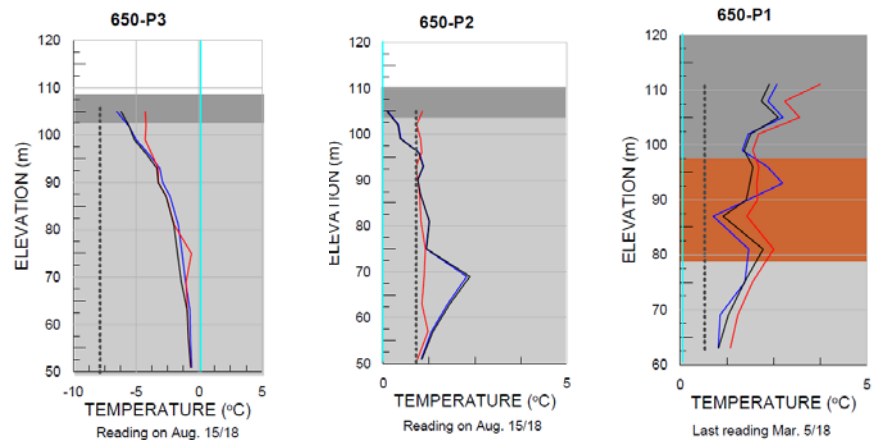 650-P3
120
110
100
90
80
70
60
50
ELEVATION (m)
-10
-5
0
5
TEMPERATURE (ºC)
Reading on Aug. 15/18
650-P2
120
110
100
90
80
70
60
50
ELEVATION (m)
0
5
TEMPERATURE (ºC)
Reading on Aug. 15/18
650-P1
120
110
100
90
80
70
60
ELEVATION (m)
0
5
TEMPERATURE (ºC)
Last reading Mar. 5/18